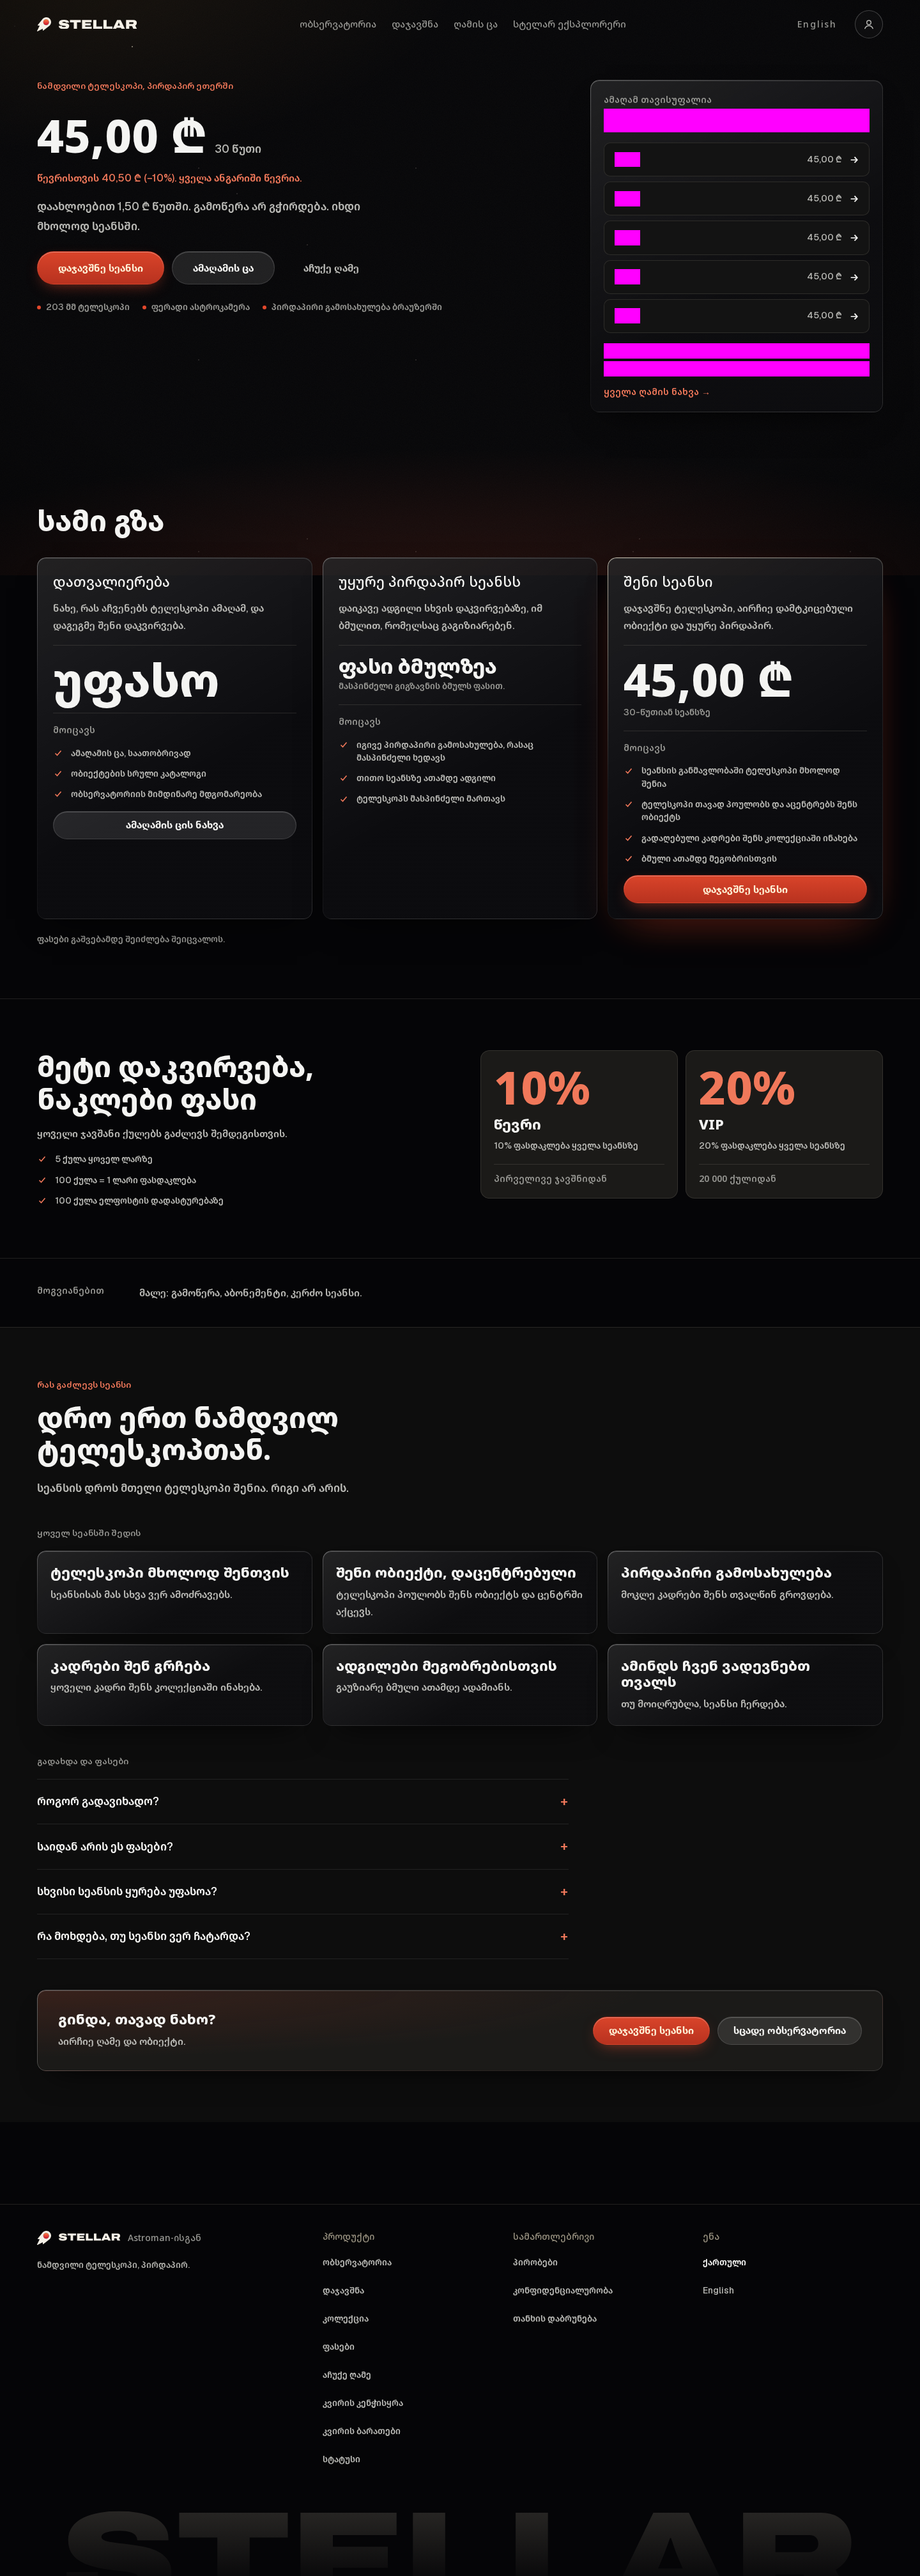 STELLAR
ობსერვატორია
დაჯავშნა
ღამის ცა
სტელარ ექსპლორერი
English
ნამდვილი ტელესკოპი, პირდაპირ ეთერში
45,00 ₾ 30 წუთი
წევრისთვის 40,50 ₾ (−10%). ყველა ანგარიში წევრია.
დაახლოებით 1,50 ₾ წუთში. გამოწერა არ გჭირდება. იხდი
მხოლოდ სეანსში.
დაჯავშნე სეანსი
ამაღამის ცა
აჩუქე ღამე
203 მმ ტელესკოპი
ფერადი ასტროკამერა
პირდაპირი გამოსახულება ბრაუზერში
ამაღამ თავისუფალია
45,00 ₾ →
45,00 ₾ →
45,00 ₾ →
45,00 ₾ →
45,00 ₾ →
ყველა ღამის ნახვა →
სამი გზა
დათვალიერება
ნახე, რას აჩვენებს ტელესკოპი ამაღამ, და
დაგეგმე შენი დაკვირვება.
უფასო
მოიცავს
ამაღამის ცა, საათობრივად
ობიექტების სრული კატალოგი
ობსერვატორიის მიმდინარე მდგომარეობა
ამაღამის ცის ნახვა
უყურე პირდაპირ სეანსს
დაიკავე ადგილი სხვის დაკვირვებაზე, იმ
ბმულით, რომელსაც გაგიზიარებენ.
ფასი ბმულზეა
მასპინძელი გიგზავნის ბმულს ფასით.
მოიცავს
იგივე პირდაპირი გამოსახულება, რასაც
მასპინძელი ხედავს
თითო სეანსზე ათამდე ადგილი
ტელესკოპს მასპინძელი მართავს
შენი სეანსი
დაჯავშნე ტელესკოპი, აირჩიე დამტკიცებული
ობიექტი და უყურე პირდაპირ.
45,00 ₾
30-წუთიან სეანსზე
მოიცავს
სეანსის განმავლობაში ტელესკოპი მხოლოდ
შენია
ტელესკოპი თავად პოულობს და აცენტრებს შენს
ობიექტს
გადაღებული კადრები შენს კოლექციაში ინახება
ბმული ათამდე მეგობრისთვის
დაჯავშნე სეანსი
ფასები გაშვებამდე შეიძლება შეიცვალოს.
მეტი დაკვირვება,
ნაკლები ფასი
ყოველი ჯავშანი ქულებს გაძლევს შემდეგისთვის.
5 ქულა ყოველ ლარზე
100 ქულა = 1 ლარი ფასდაკლება
100 ქულა ელფოსტის დადასტურებაზე
10%
წევრი
10% ფასდაკლება ყველა სეანსზე
პირველივე ჯავშნიდან
20%
VIP
20% ფასდაკლება ყველა სეანსზე
20 000 ქულიდან
მოგვიანებით
მალე: გამოწერა, აბონემენტი, კერძო სეანსი.
რას გაძლევს სეანსი
დრო ერთ ნამდვილ
ტელესკოპთან.
სეანსის დროს მთელი ტელესკოპი შენია. რიგი არ არის.
ყოველ სეანსში შედის
ტელესკოპი მხოლოდ შენთვის
სეანსისას მას სხვა ვერ ამოძრავებს.
შენი ობიექტი, დაცენტრებული
ტელესკოპი პოულობს შენს ობიექტს და ცენტრში
აქცევს.
პირდაპირი გამოსახულება
მოკლე კადრები შენს თვალწინ გროვდება.
კადრები შენ გრჩება
ყოველი კადრი შენს კოლექციაში ინახება.
ადგილები მეგობრებისთვის
გაუზიარე ბმული ათამდე ადამიანს.
ამინდს ჩვენ ვადევნებთ
თვალს
თუ მოიღრუბლა, სეანსი ჩერდება.
გადახდა და ფასები
როგორ გადავიხადო? +
საიდან არის ეს ფასები? +
სხვისი სეანსის ყურება უფასოა? +
რა მოხდება, თუ სეანსი ვერ ჩატარდა? +
გინდა, თავად ნახო?
აირჩიე ღამე და ობიექტი.
დაჯავშნე სეანსი
სცადე ობსერვატორია
STELLAR Astroman-ისგან
ნამდვილი ტელესკოპი, პირდაპირ.
პროდუქტი
ობსერვატორია
დაჯავშნა
კოლექცია
ფასები
აჩუქე ღამე
კვირის კენჭისყრა
კვირის ბარათები
სტატუსი
სამართლებრივი
პირობები
კონფიდენციალურობა
თანხის დაბრუნება
ენა
ქართული
English
STELLAR